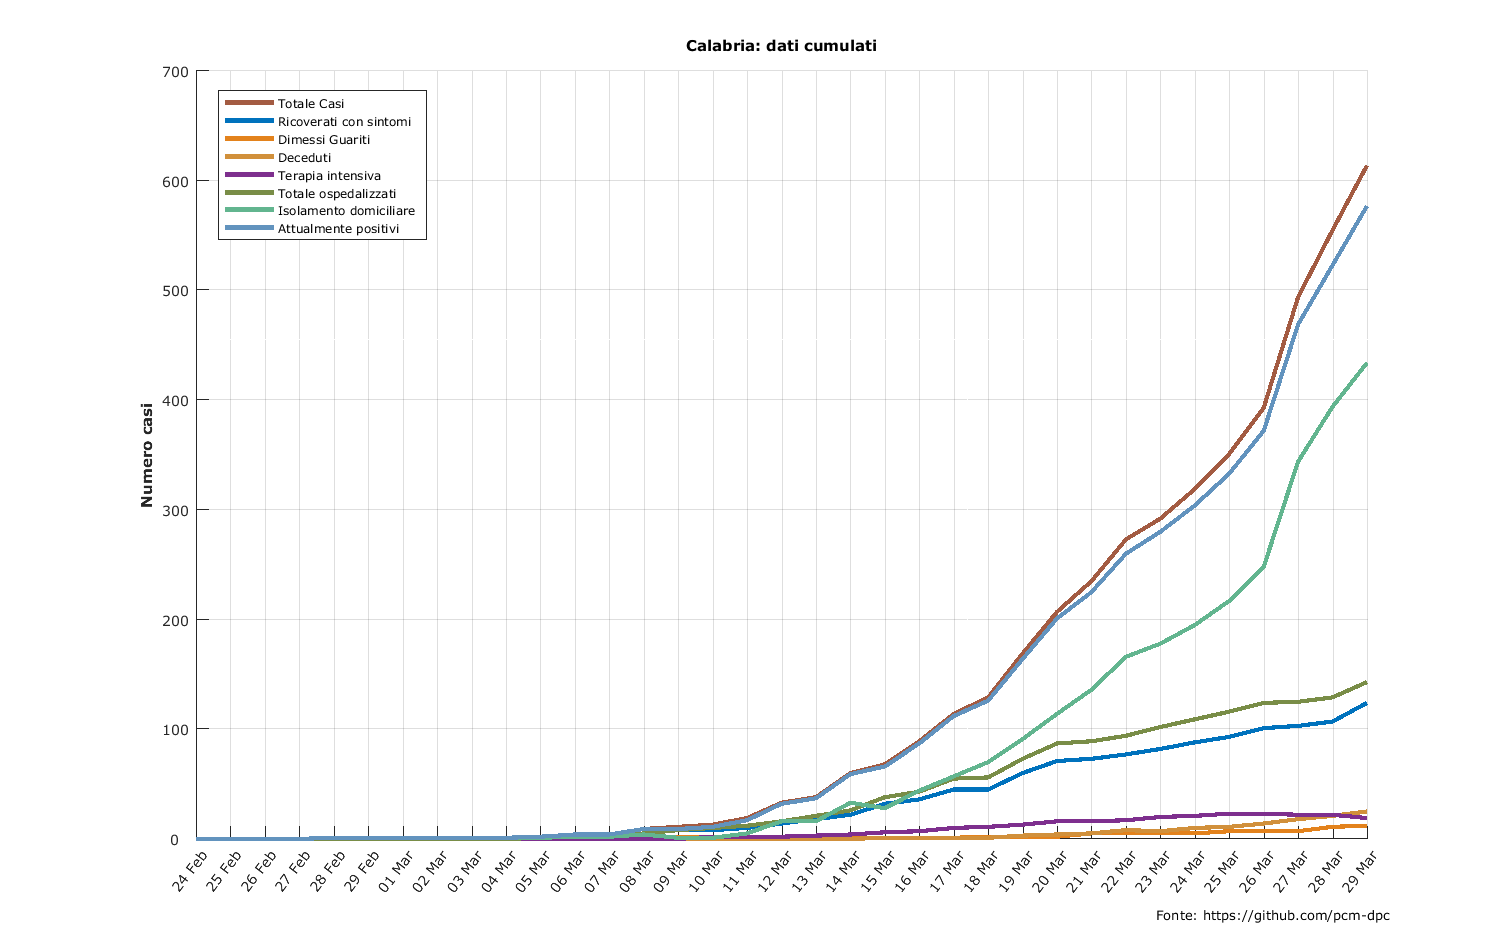 Calabria: dati cumulati
700
600
500
400
300
200
100
0
Numero casi
Totale Casi
Ricoverati con sintomi
Dimessi Guariti
Deceduti
Terapia intensiva
Totale ospedalizzati
Isolamento domiciliare
Attualmente positivi
24 Feb
25 Feb
26 Feb
27 Feb
28 Feb
29 Feb
01 Mar
02 Mar
03 Mar
04 Mar
05 Mar
06 Mar
07 Mar
08 Mar
09 Mar
10 Mar
11 Mar
12 Mar
13 Mar
14 Mar
15 Mar
16 Mar
17 Mar
18 Mar
19 Mar
20 Mar
21 Mar
22 Mar
23 Mar
24 Mar
25 Mar
26 Mar
27 Mar
28 Mar
29 Mar
Fonte: https://github.com/pcm-dpc